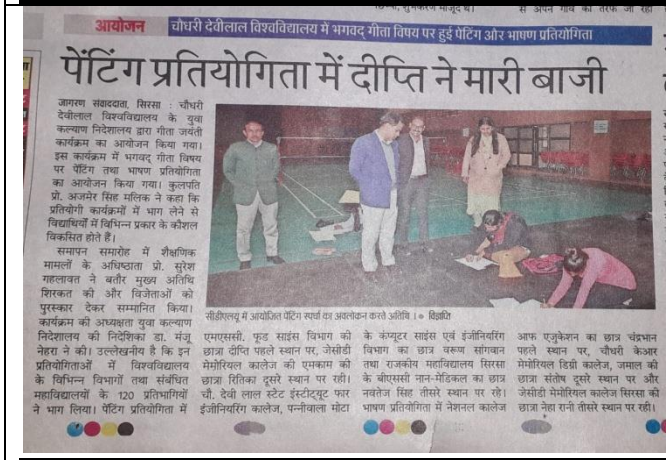 से अपने गांव की तरफ जा रहा
आयोजन
चौधरी देवीलाल विश्वविद्यालय में भगवद् गीता विषय पर हुई पेंटिंग और भाषण प्रतियोगिता
पेंटिंग प्रतियोगिता में दीप्ति ने मारी बाजी
जागरण संवाददाता, सिरसा : चौधरी
देवीलाल विश्वविद्यालय के युवा
कल्याण निदेशालय द्वारा गीता जयंती
कार्यक्रम का आयोजन किया गया।
इस कार्यक्रम में भगवद् गीता विषय
पर पेंटिंग तथा भाषण प्रतियोगिता
का आयोजन किया गया। कुलपति
प्रो. अजमेर सिंह मलिक ने कहा कि
प्रतियोगी कार्यक्रमों में भाग लेने से
विद्यार्थियों में विभिन्न प्रकार के कौशल
विकसित होते हैं।
समापन समारोह में शैक्षणिक
मामलों के अधिष्ठाता प्रो. सुरेश
गहलावत ने बतौर मुख्य अतिथि
शिरकत की और विजेताओं को
पुरस्कार देकर सम्मानित किया।
कार्यक्रम की अध्यक्षता युवा कल्याण
निदेशालय की निदेशिका डा. मंजू
नेहरा ने की। उल्लेखनीय है कि इन
प्रतियोगिताओं में विश्वविद्यालय
के विभिन्न विभागों तथा संबंधित
महाविद्यालयों के 120 प्रतिभागियों
ने भाग लिया। पेंटिंग प्रतियोगिता में
सीडीएलयू में आयोजित पेंटिंग स्पर्धा का अवलोकन करते अतिथि। ● विज्ञप्ति
एमएससी. फूड साइंस विभाग की
छात्रा दीप्ति पहले स्थान पर, जेसीडी
मेमोरियल कालेज की एमकाम की
छात्रा रितिका दूसरे स्थान पर रही।
चौ. देवी लाल स्टेट इंस्टीट्यूट फार
इंजीनियरिंग कालेज, पन्नीवाला मोटा
के कंप्यूटर साइंस एवं इंजीनियरिंग
विभाग का छात्र वरूण सांगवान
तथा राजकीय महाविद्यालय सिरसा
के बीएससी नान-मेडिकल का छात्र
नवतेज सिंह तीसरे स्थान पर रहे।
भाषण प्रतियोगिता में नेशनल कालेज
आफ एजुकेशन का छात्र चंद्रभान
पहले स्थान पर, चौधरी केआर
मेमोरियल डिग्री कालेज, जमाल की
छात्रा संतोष दूसरे स्थान पर और
जेसीडी मेमोरियल कालेज सिरसा की
छात्रा नेहा रानी तीसरे स्थान पर रही।